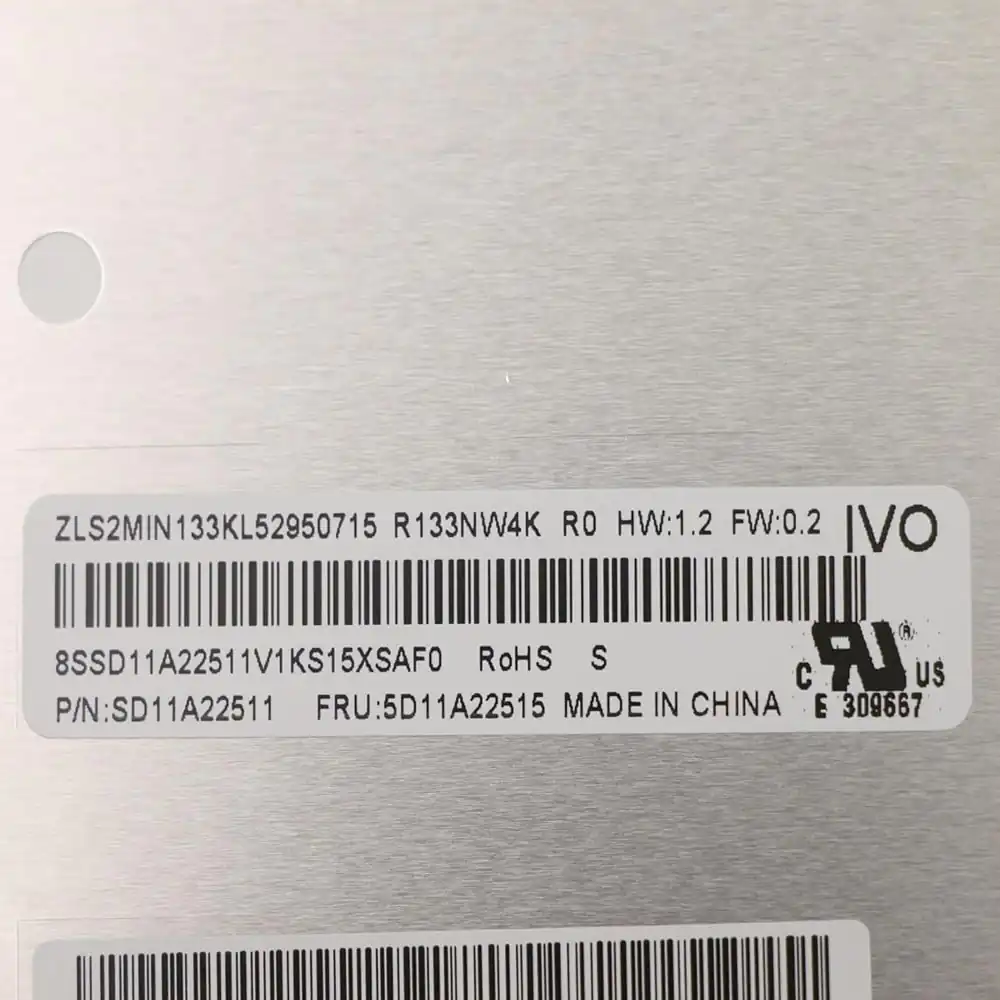 ZLS2MIN133KL52950715 R133NW4K R0 HW:1.2 FW:0.2 IVO
8SSD11A22511V1KS15XSAF0 RoHS S
P/N:SD11A22511 FRU:5D11A22515 MADE IN CHINA
C RU ® US
E 309667